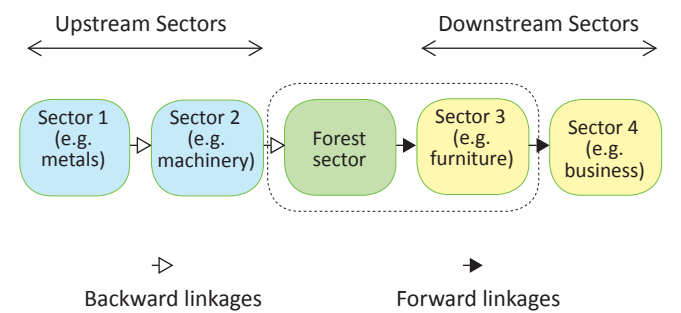 Upstream Sectors
Downstream Sectors
Sector 1
(e.g.
metals)
Sector 2
(e.g.
machinery)
Forest
sector
Sector 3
(e.g.
furniture)
Sector 4
(e.g.
business)
Backward linkages
Forward linkages